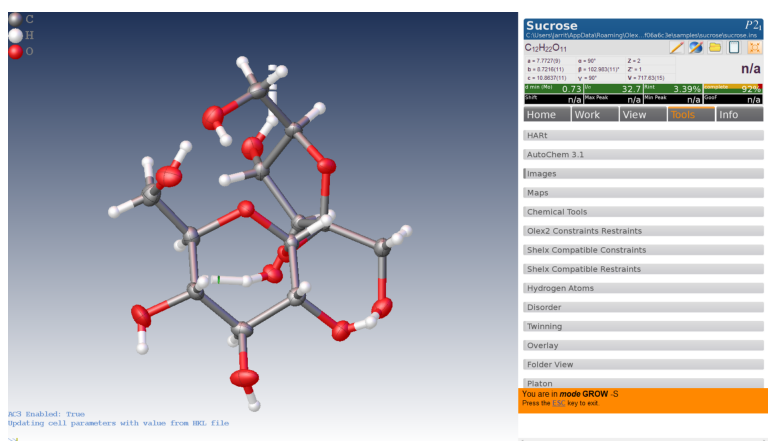 C
H
O
Sucrose
P2₁
C:\Users\jarrit\AppData\Roaming\Olex...f06a8c3e\samples\sucrose\sucrose.ins
C₁₂H₂₂O₁₁
a = 7.7727(9) α = 90° Z = 2
b = 8.7216(11) β = 102.983(11)° Z' = 1
c = 10.8637(11) γ = 90° V = 717.63(15)
n/a
d min (Mo) 0.73 I/σ 32.7 Rint 3.39% complete 92%
Shift n/a Max Peak n/a Min Peak n/a GooF n/a
Home Work View Tools Info
HARt
AutoChem 3.1
Images
Maps
Chemical Tools
Olex2 Constraints Restraints
Shelx Compatible Constraints
Shelx Compatible Restraints
Hydrogen Atoms
Disorder
Twinning
Overlay
Folder View
Platon
You are in mode GROW -S
Press the ESC key to exit
AC3 Enabled: True
Updating cell parameters with value from HKL file
>>